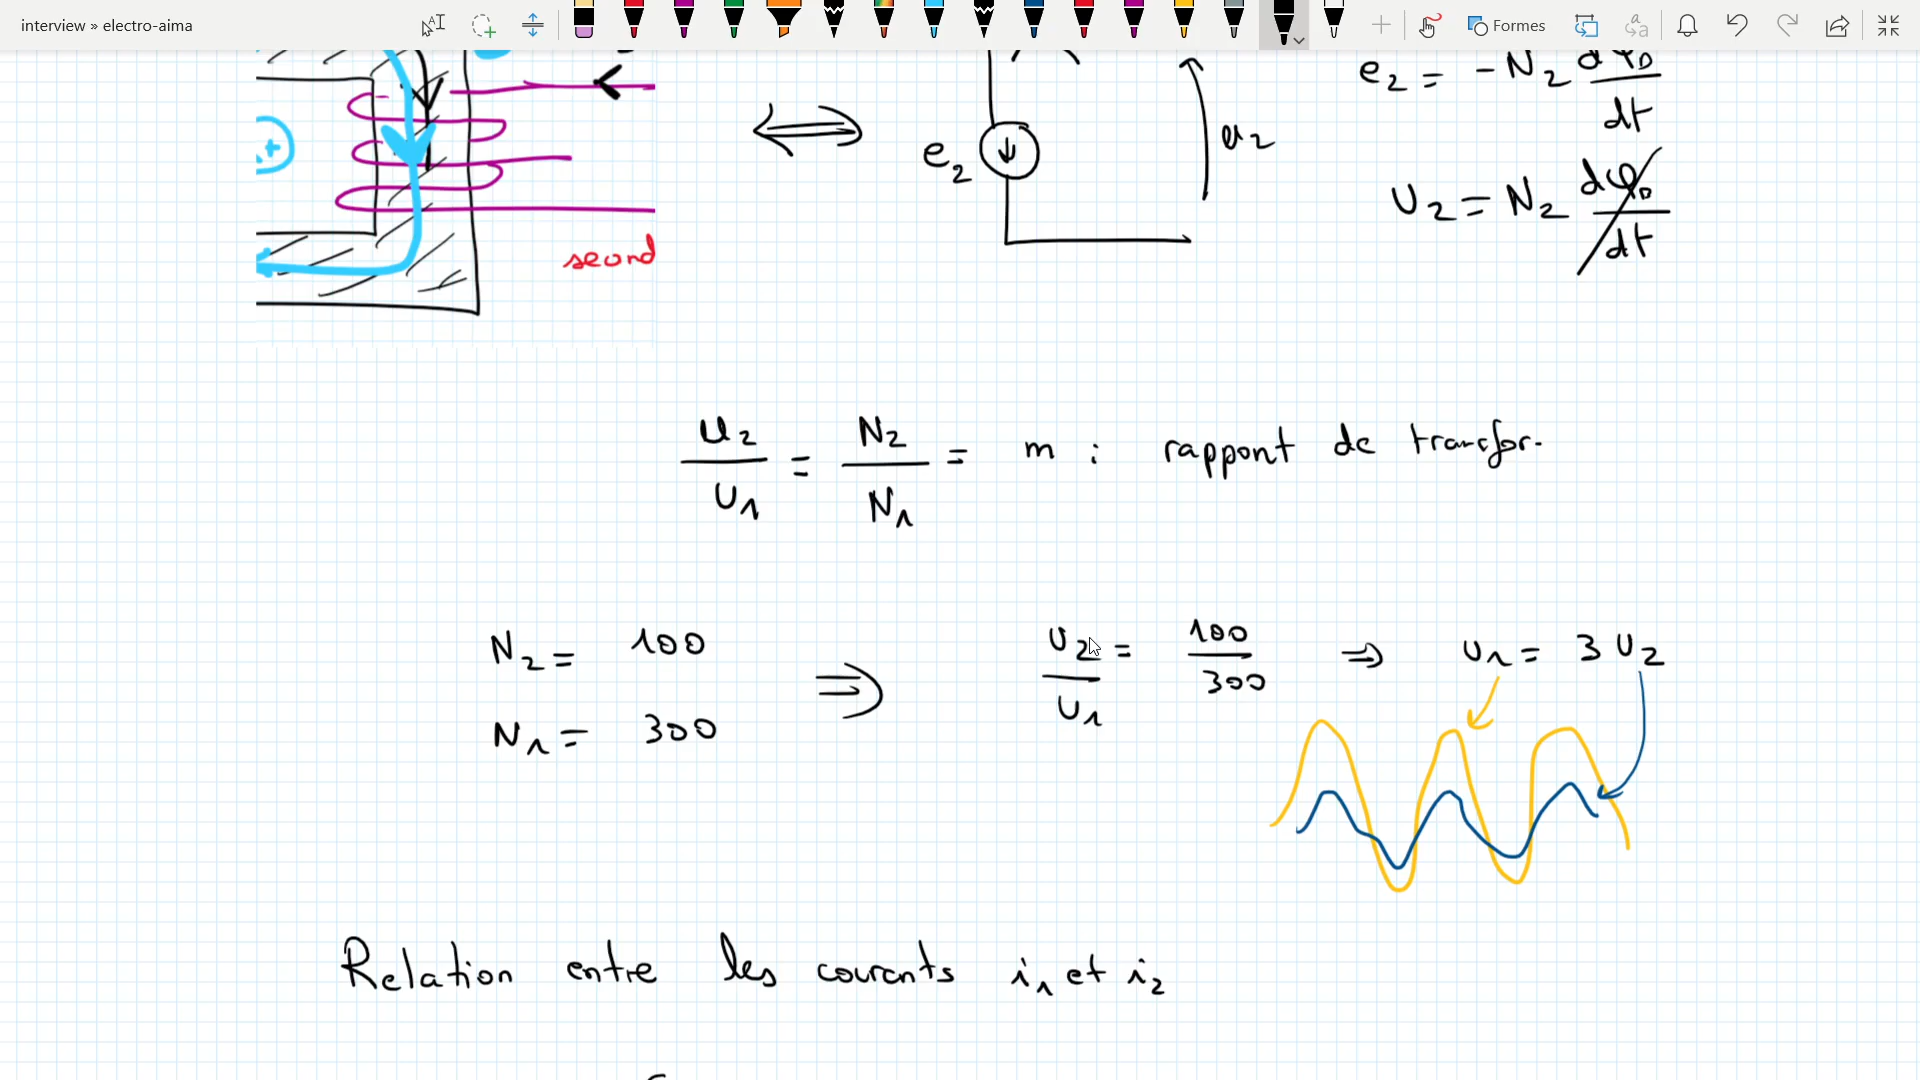 interview » electro-aima
Formes
e₂ = -N₂ dφ₀/dt
e₂
u₂
U₂ = N₂ dφ₀/dt
second
u₂/U₁ = N₂/N₁ = m : rapport de transfor.
N₂ = 100
N₁ = 300
⇒ U₂/U₁ = 100/300 ⇒ U₁ = 3 U₂
Relation entre les courants i₁ et i₂